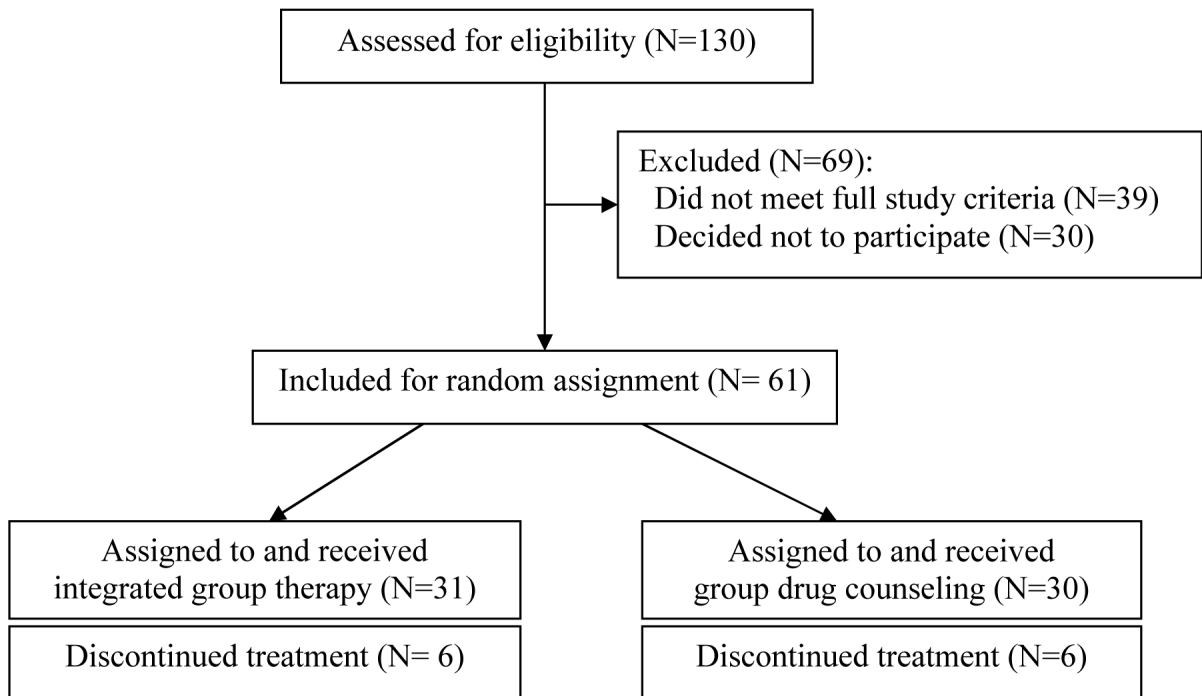 Assessed for eligibility (N=130)
Excluded (N=69):
Did not meet full study criteria (N=39)
Decided not to participate (N=30)
Included for random assignment (N= 61)
Assigned to and received
integrated group therapy (N=31)
Discontinued treatment (N= 6)
Assigned to and received
group drug counseling (N=30)
Discontinued treatment (N=6)